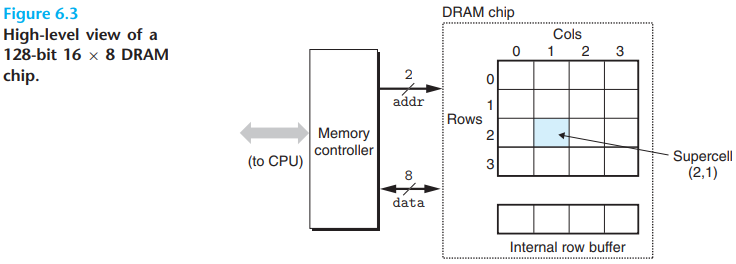 Figure 6.3
High-level view of a
128-bit 16 × 8 DRAM
chip.
DRAM chip
Cols
0 1 2 3
2
addr
0
1
Rows
2
3
Memory
controller
(to CPU)
8
data
Supercell
(2,1)
Internal row buffer